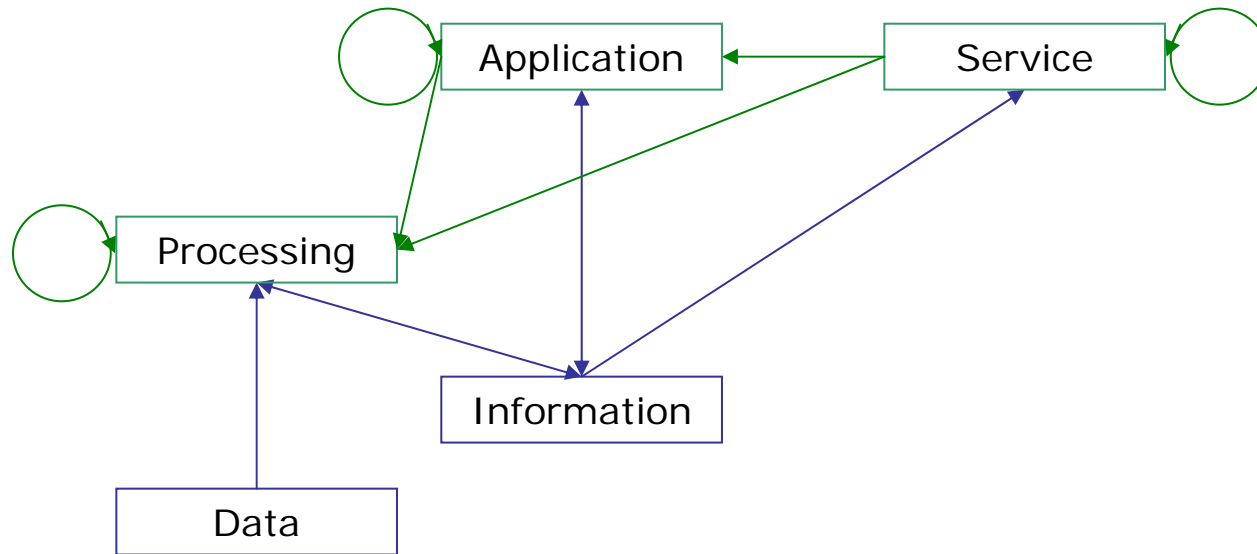 Application
Service
Processing
Information
Data